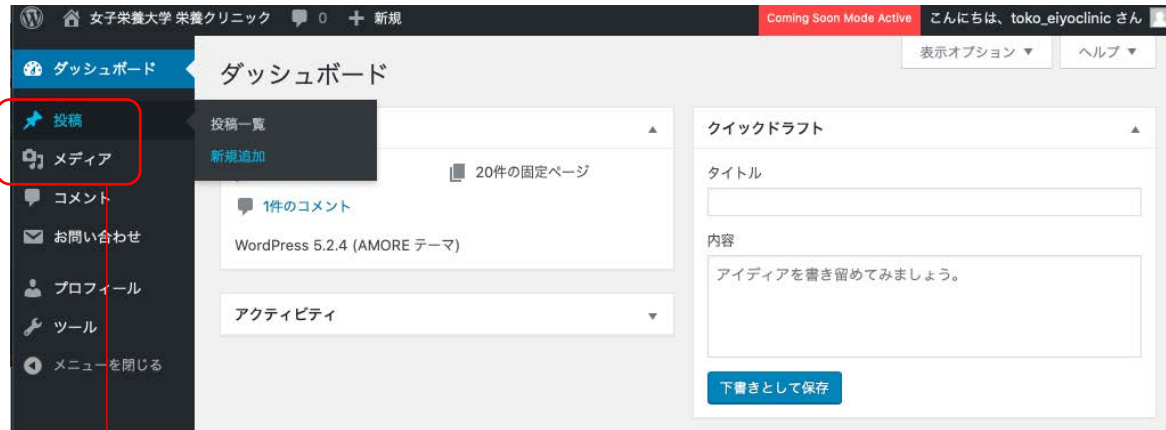 女子栄養大学 栄養クリニック 0 + 新規 Coming Soon Mode Active こんにちは、toko_eiyoclinic さん
表示オプション ▼ ヘルプ ▼
ダッシュボード
投稿
メディア
コメント
お問い合わせ
プロフィール
ツール
メニューを閉じる
ダッシュボード
投稿一覧
新規追加
20件の固定ページ
1件のコメント
WordPress 5.2.4 (AMORE テーマ)
アクティビティ
クイックドラフト
タイトル
内容
アイディアを書き留めてみましょう。
下書きとして保存